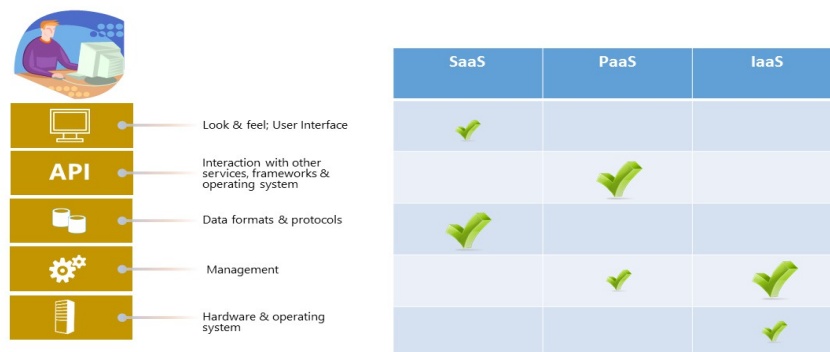 SaaS PaaS IaaS
Look & feel; User Interface
API
Interaction with other
services, frameworks &
operating system
Data formats & protocols
Management
Hardware & operating
system